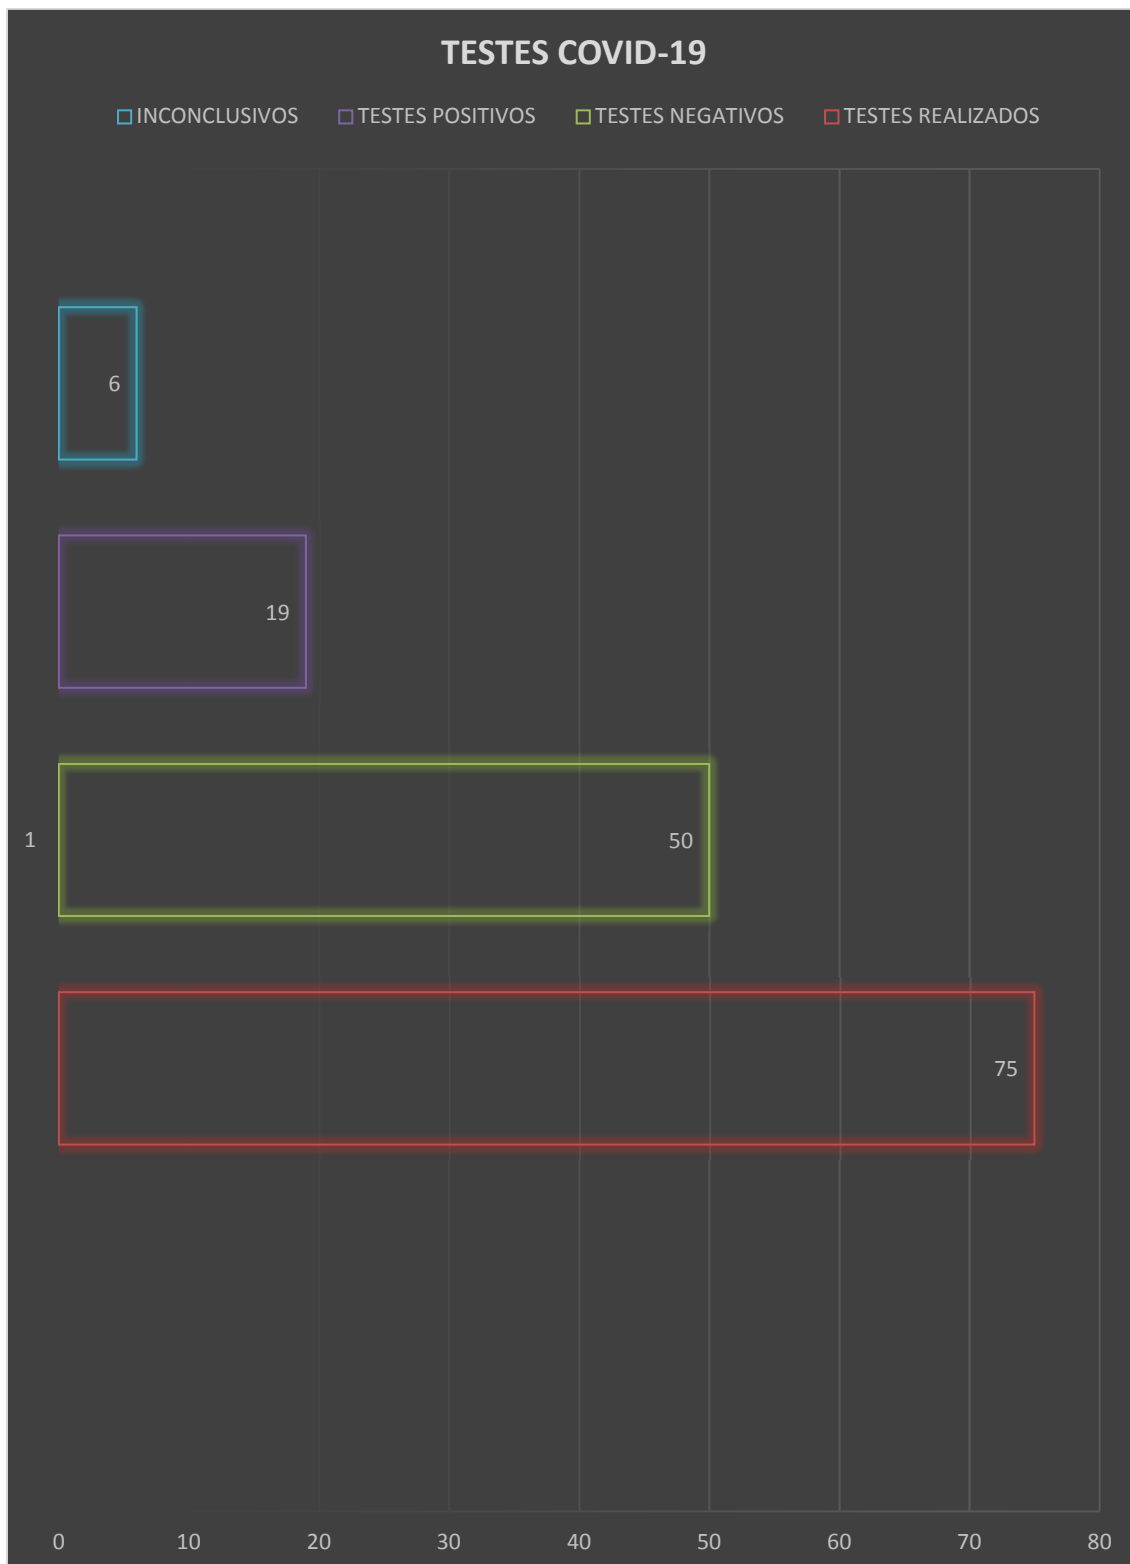 TESTES COVID-19
INCONCLUSIVOS TESTES POSITIVOS TESTES NEGATIVOS TESTES REALIZADOS
6
19
1 50
75
0 10 20 30 40 50 60 70 80